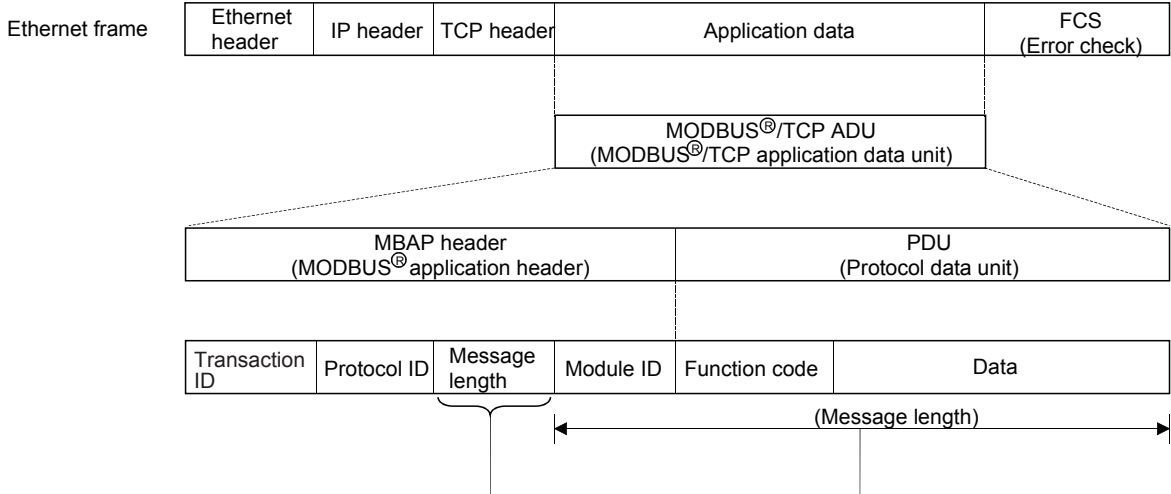 Ethernet frame
Ethernet
header
IP header
TCP header
Application data
FCS
(Error check)
MODBUS®/TCP ADU
(MODBUS®/TCP application data unit)
MBAP header
(MODBUS® application header)
PDU
(Protocol data unit)
Transaction
ID
Protocol ID
Message
length
Module ID
Function code
Data
(Message length)